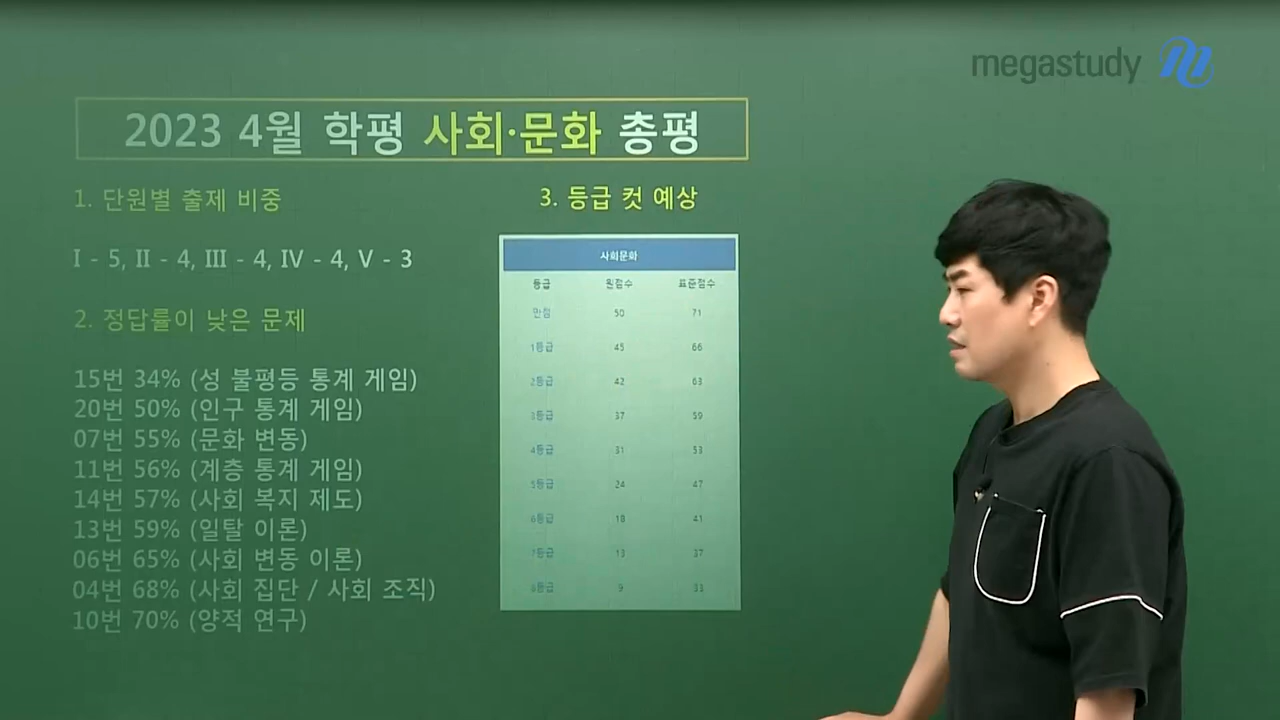 megastudy
2023 4월 학평 사회·문화 총평
1. 단원별 출제 비중
I - 5, II - 4, III - 4, IV - 4, V - 3
2. 정답률이 낮은 문제
15번 34% (성 불평등 통계 게임)
20번 50% (인구 통계 게임)
07번 55% (문화 변동)
11번 56% (계층 통계 게임)
14번 57% (사회 복지 제도)
13번 59% (일탈 이론)
06번 65% (사회 변동 이론)
04번 68% (사회 집단 / 사회 조직)
10번 70% (양적 연구)
3. 등급 컷 예상
사회문화
등급 원점수 표준점수
만점 50 71
1등급 45 66
2등급 42 63
3등급 37 59
4등급 31 53
5등급 24 47
6등급 18 41
7등급 13 37
8등급 9 33